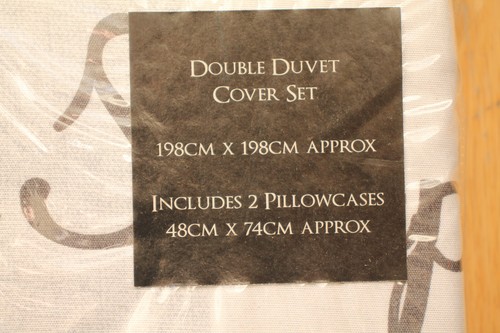 Double Duvet
Cover Set
198cm x 198cm approx
Includes 2 Pillowcases
48cm x 74cm approx